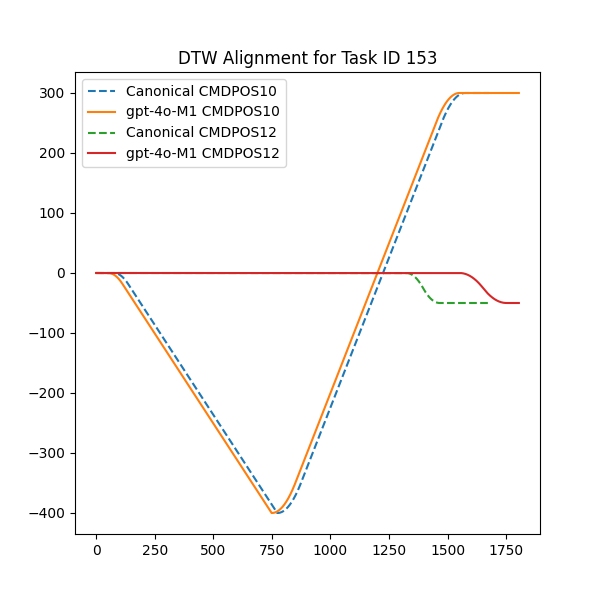 DTW Alignment for Task ID 153
Canonical CMDPOS10
gpt-4o-M1 CMDPOS10
Canonical CMDPOS12
gpt-4o-M1 CMDPOS12
300
200
100
0
−100
−200
−300
−400
0 250 500 750 1000 1250 1500 1750